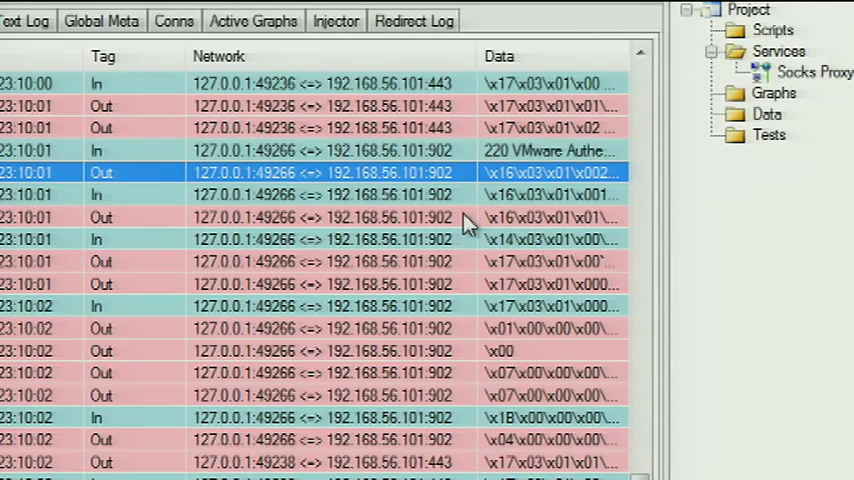 Text Log Global Meta Conns Active Graphs Injector Redirect Log
Tag Network Data
23:10:00 In 127.0.0.1:49236 <=> 192.168.56.101:443 \x17\x03\x01\x00 ...
23:10:01 Out 127.0.0.1:49236 <=> 192.168.56.101:443 \x17\x03\x01\x01\...
23:10:01 Out 127.0.0.1:49236 <=> 192.168.56.101:443 \x17\x03\x01\x02 ...
23:10:01 In 127.0.0.1:49266 <=> 192.168.56.101:902 220 VMware Authe...
23:10:01 Out 127.0.0.1:49266 <=> 192.168.56.101:902 \x16\x03\x01\x002...
23:10:01 In 127.0.0.1:49266 <=> 192.168.56.101:902 \x16\x03\x01\x001...
23:10:01 Out 127.0.0.1:49266 <=> 192.168.56.101:902 \x16\x03\x01\x01\...
23:10:01 In 127.0.0.1:49266 <=> 192.168.56.101:902 \x14\x03\x01\x00\...
23:10:01 Out 127.0.0.1:49266 <=> 192.168.56.101:902 \x17\x03\x01\x00`...
23:10:01 Out 127.0.0.1:49266 <=> 192.168.56.101:902 \x17\x03\x01\x000...
23:10:02 In 127.0.0.1:49266 <=> 192.168.56.101:902 \x17\x03\x01\x000...
23:10:02 Out 127.0.0.1:49266 <=> 192.168.56.101:902 \x01\x00\x00\x00\...
23:10:02 Out 127.0.0.1:49266 <=> 192.168.56.101:902 \x00
23:10:02 Out 127.0.0.1:49266 <=> 192.168.56.101:902 \x07\x00\x00\x00\...
23:10:02 Out 127.0.0.1:49266 <=> 192.168.56.101:902 \x07\x00\x00\x00\...
23:10:02 In 127.0.0.1:49266 <=> 192.168.56.101:902 \x1B\x00\x00\x00\...
23:10:02 Out 127.0.0.1:49266 <=> 192.168.56.101:902 \x04\x00\x00\x00\...
23:10:02 Out 127.0.0.1:49238 <=> 192.168.56.101:443 \x17\x03\x01\x01\...
Project
Scripts
Services
Socks Proxy
Graphs
Data
Tests